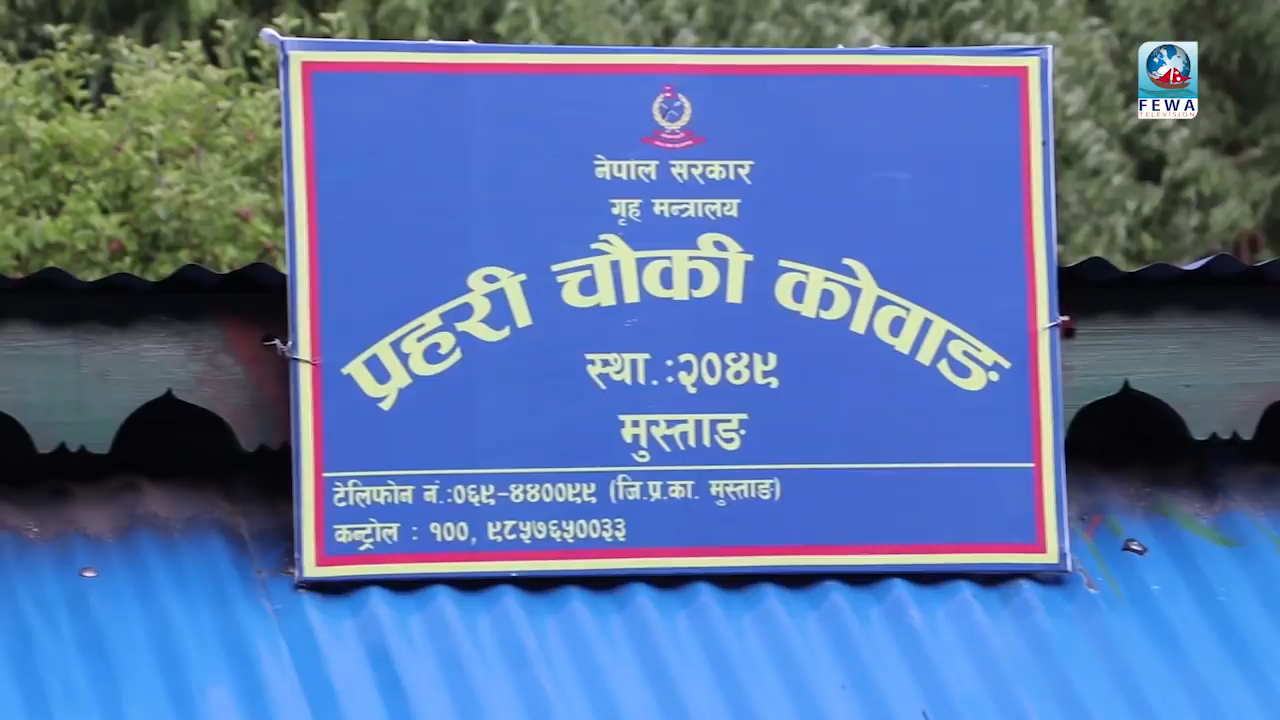 FEWA
TELEVISION
नेपाल सरकार
गृह मन्त्रालय
प्रहरी चौकी कोवाङ
स्था.:२०४९
मुस्ताङ
टेलिफोन नं.:०६९-४४००९९ (जि.प्र.का. मुस्ताङ)
कन्ट्रोल : १००, ९८५७६५००३३